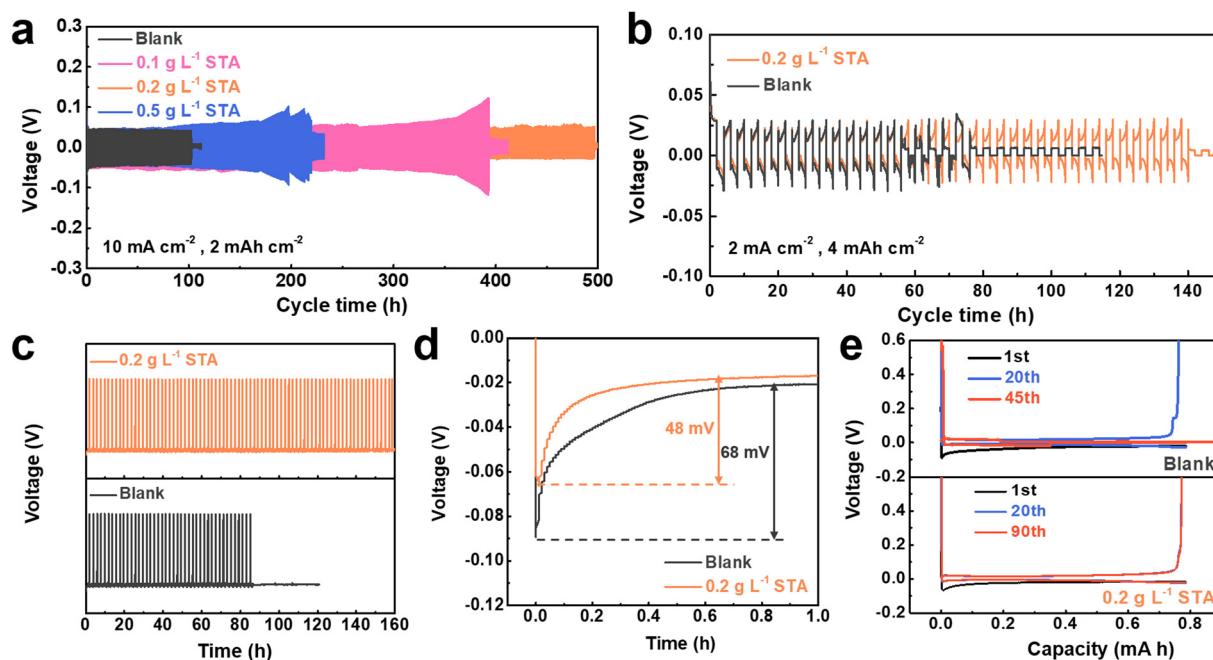 a
Blank
0.1 g L⁻¹ STA
0.2 g L⁻¹ STA
0.5 g L⁻¹ STA
10 mA cm⁻² , 2 mAh cm⁻²
Voltage (V)
0.3
0.2
0.1
0.0
-0.1
-0.2
-0.3
0 100 200 300 400 500
Cycle time (h)
b
0.2 g L⁻¹ STA
Blank
2 mA cm⁻² , 4 mAh cm⁻²
Voltage (V)
0.10
0.05
0.00
-0.05
-0.10
0 20 40 60 80 100 120 140
Cycle time (h)
c
0.2 g L⁻¹ STA
Blank
Voltage (V)
0 20 40 60 80 100 120 140 160
Time (h)
d
Voltage (V)
0.00
-0.02
-0.04
-0.06
-0.08
-0.10
-0.12
48 mV
68 mV
Blank
0.2 g L⁻¹ STA
0.0 0.2 0.4 0.6 0.8 1.0
Time (h)
e
Voltage (V)
0.6
0.4
0.2
0.0
-0.2
1st
20th
45th
Blank
0.2
0.0
-0.2
1st
20th
90th
0.2 g L⁻¹ STA
0.0 0.2 0.4 0.6 0.8
Capacity (mA h)